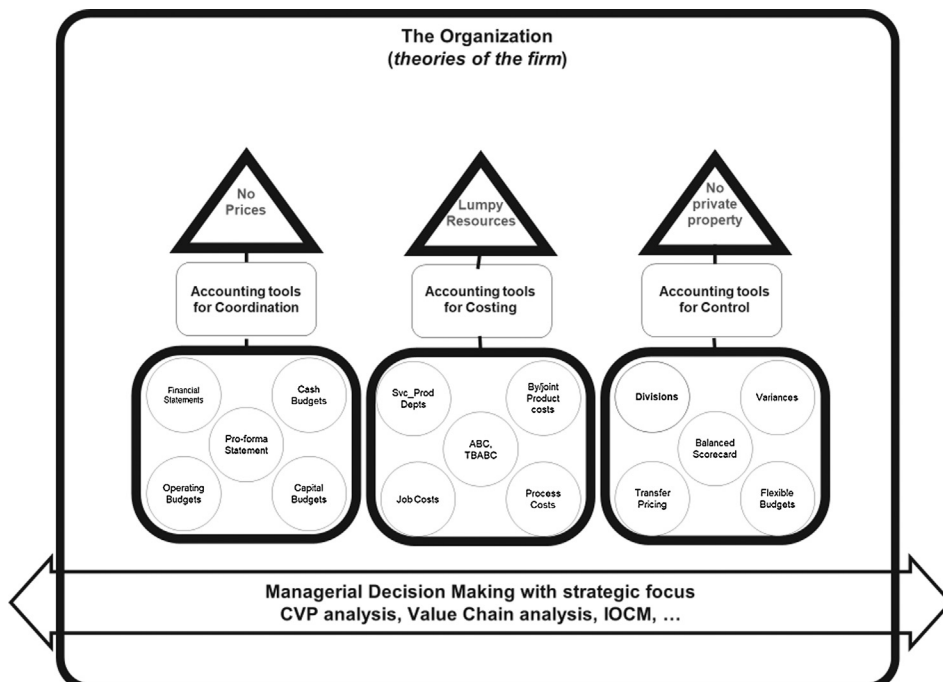 The Organization
(theories of the firm)
No
Prices
Lumpy
Resources
No
private
property
Accounting tools
for Coordination
Accounting tools
for Costing
Accounting tools
for Control
Financial
Statements
Cash
Budgets
Pro-forma
Statement
Operating
Budgets
Capital
Budgets
Svc_Prod
Depts
By/joint
Product
costs
ABC,
TBABC
Job Costs
Process
Costs
Divisions
Variances
Balanced
Scorecard
Transfer
Pricing
Flexible
Budgets
Managerial Decision Making with strategic focus
CVP analysis, Value Chain analysis, IOCM, ...